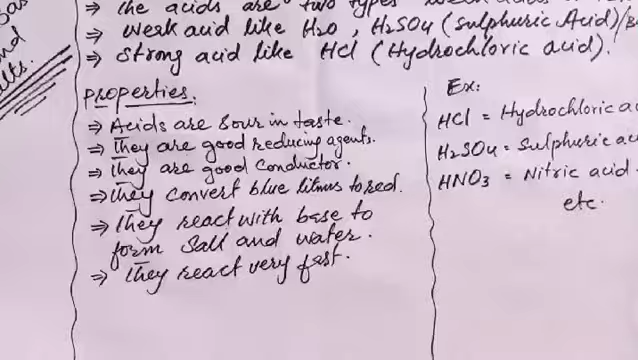 ⇒ The acids are two types
⇒ Weak acid like H2O, H2SO4 (Sulphuric Acid)/
⇒ Strong acid like HCl (Hydrochloric acid).
Properties.
⇒ Acids are Sour in taste.
⇒ They are good reducing agents.
⇒ They are good Conductor.
⇒ They convert blue litmus to red.
⇒ They react with base to
form Salt and water.
⇒ They react very fast.
Ex:
HCl = Hydrochloric
H2SO4 = Sulphuric
HNO3 = Nitric acid
etc.